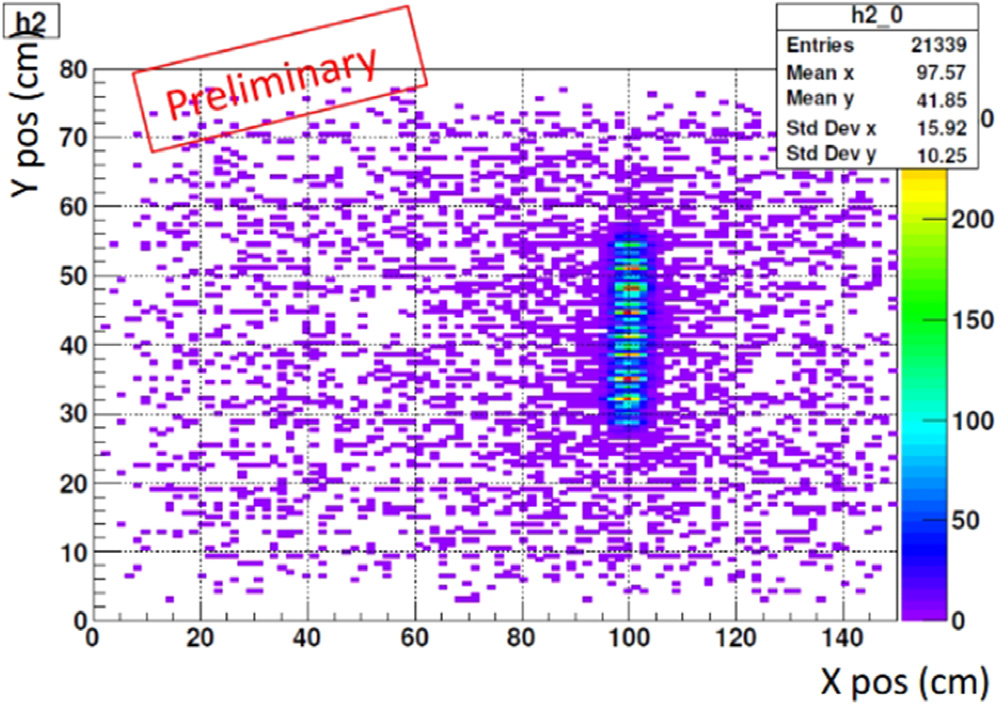 h2
Y pos (cm)
Preliminary
h2_0
Entries 21339
Mean x 97.57
Mean y 41.85
Std Dev x 15.92
Std Dev y 10.25
80
70
60
50
40
30
20
10
0
0 20 40 60 80 100 120 140
X pos (cm)
0
200
150
100
50
0